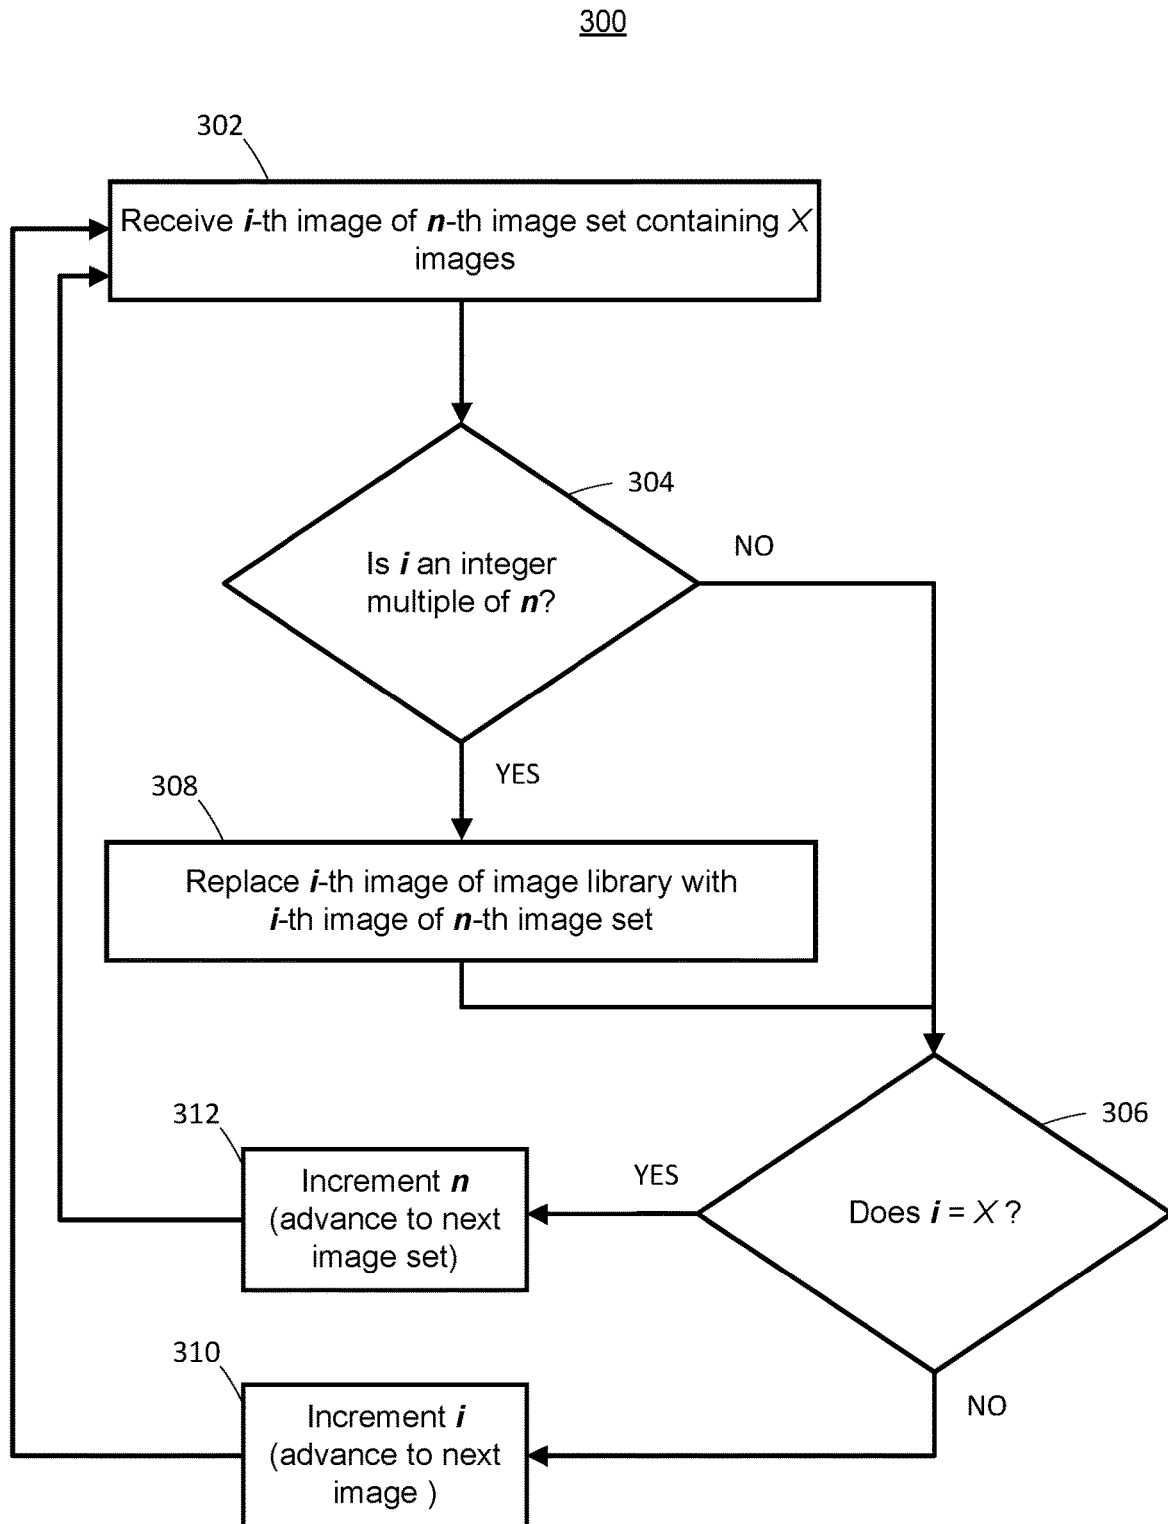 300
302
Receive i-th image of n-th image set containing X
images
304
NO
Is i an integer
multiple of n?
YES
308
Replace i-th image of image library with
i-th image of n-th image set
306
312
YES
Increment n
(advance to next
image set)
Does i = X ?
310
NO
Increment i
(advance to next
image )